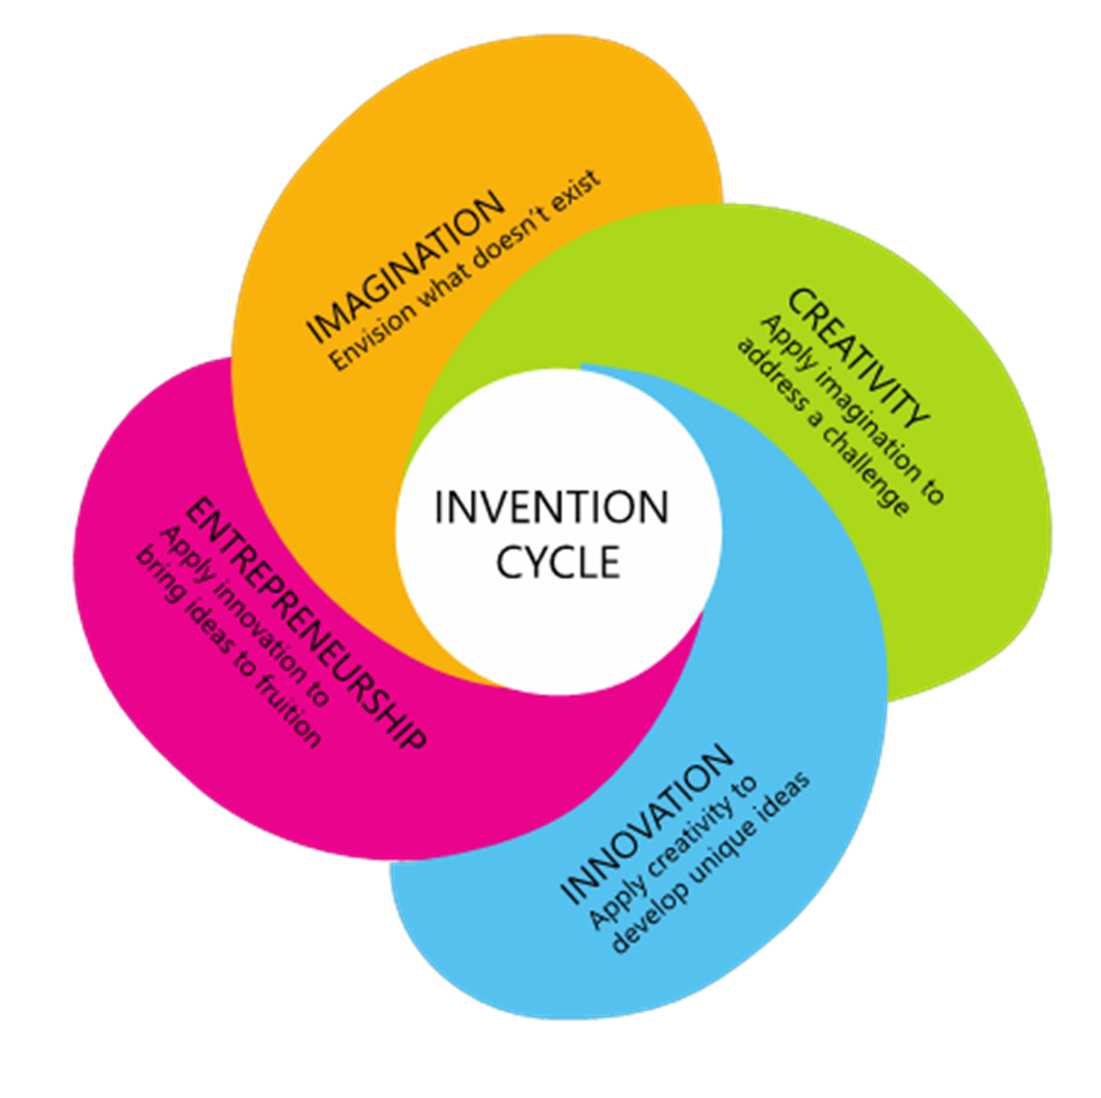 IMAGINATION
Envision what doesn't exist
CREATIVITY
Apply imagination to
address a challenge
INVENTION
CYCLE
ENTREPRENEURSHIP
Apply innovation to
bring ideas to fruition
INNOVATION
Apply creativity to
develop unique ideas